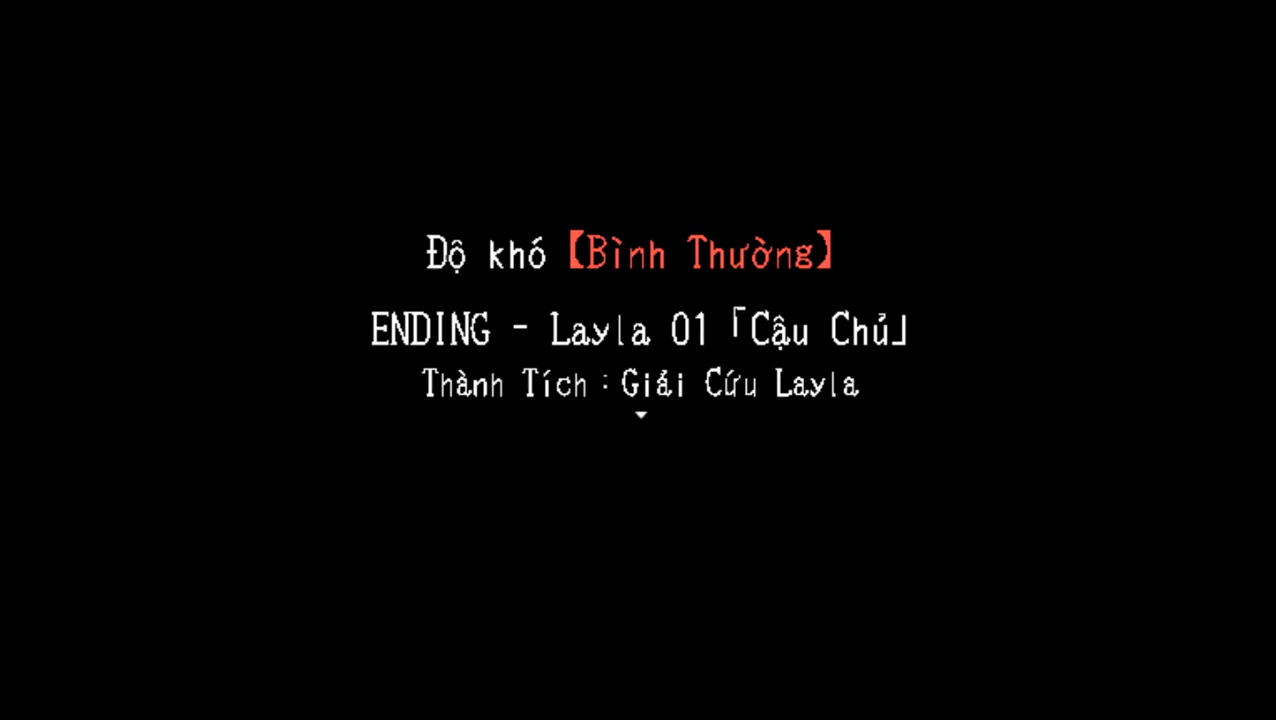 Độ khó【Bình Thường】
ENDING - Layla 01「Cậu Chủ」
Thành Tích：Giải Cứu Layla